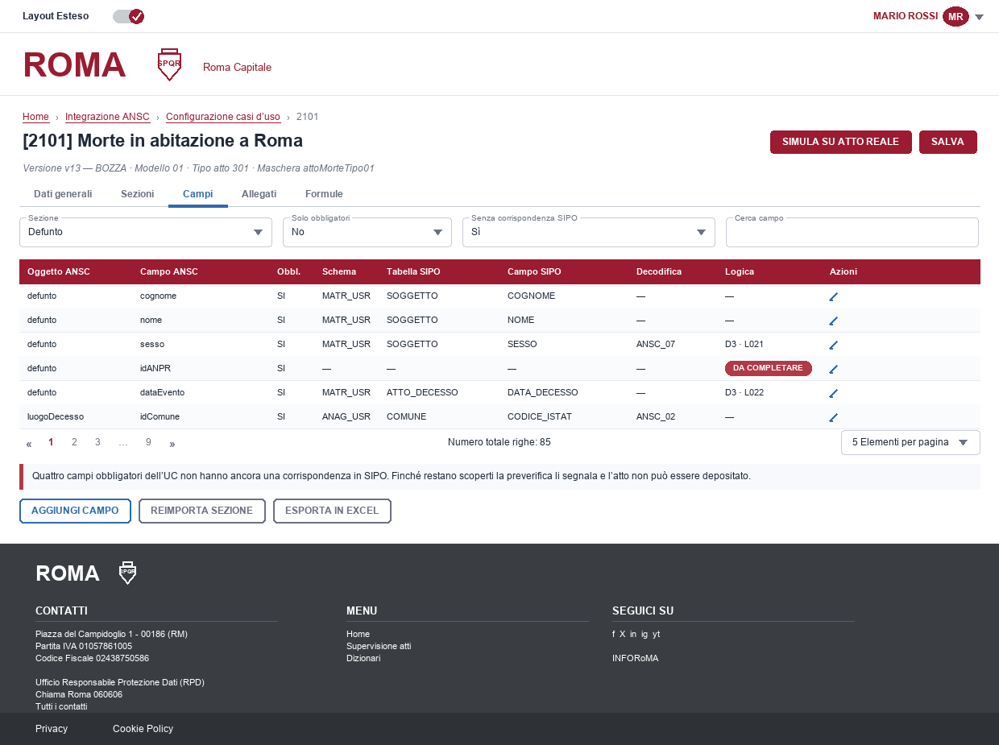 Layout Esteso
MARIO ROSSI MR
ROMA SPQR Roma Capitale
Home › Integrazione ANSC › Configurazione casi d’uso › 2101
[2101] Morte in abitazione a Roma
SIMULA SU ATTO REALE SALVA
Versione v13 — BOZZA · Modello 01 · Tipo atto 301 · Maschera attoMorteTipo01
Dati generali Sezioni Campi Allegati Formule
Sezione Solo obbligatori Senza corrispondenza SIPO Cerca campo
Defunto No Sì
Oggetto ANSC Campo ANSC Obbl. Schema Tabella SIPO Campo SIPO Decodifica Logica Azioni
defunto cognome SI MATR_USR SOGGETTO COGNOME — —
defunto nome SI MATR_USR SOGGETTO NOME — —
defunto sesso SI MATR_USR SOGGETTO SESSO ANSC_07 D3 · L021
defunto idANPR SI — — — — DA COMPLETARE
defunto dataEvento SI MATR_USR ATTO_DECESSO DATA_DECESSO — D3 · L022
luogoDecesso idComune SI ANAG_USR COMUNE CODICE_ISTAT ANSC_02 —
« 1 2 3 … 9 » Numero totale righe: 85 5 Elementi per pagina
Quattro campi obbligatori dell’UC non hanno ancora una corrispondenza in SIPO. Finché restano scoperti la preverifica li segnala e l’atto non può essere depositato.
AGGIUNGI CAMPO REIMPORTA SEZIONE ESPORTA IN EXCEL
ROMA SPQR
CONTATTI MENU SEGUICI SU
Piazza del Campidoglio 1 - 00186 (RM) Home f X in ig yt
Partita IVA 01057861005 Supervisione atti
Codice Fiscale 02438750586 Dizionari INFORoMA
Ufficio Responsabile Protezione Dati (RPD)
Chiama Roma 060606
Tutti i contatti
Privacy Cookie Policy